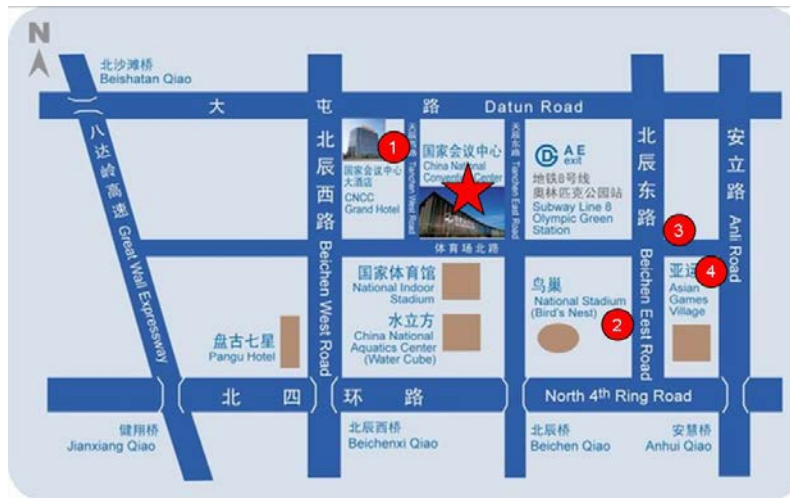 N
北沙滩桥
Beishatan Qiao
大 屯 路 Datun Road
八达岭高速 Great Wall Expressway
北辰西路 Beichen West Road
1
国家会议中心
大酒店
CNCC
Grand Hotel
Tianchen West Road
国家会议中心
China National
Convention Center
天辰东路 Tianchen East Road
A E
exit
地铁8号线
奥林匹克公园站
Subway Line 8
Olympic Green
Station
北辰东路 Beichen Eest Road
安立路 Anli Road
3
体育场北路
国家体育馆
National Indoor
Stadium
水立方
China National
Aquatics Center
(Water Cube)
盘古七星
Pangu Hotel
鸟巢
National Stadium
(Bird's Nest)
2
亚运
4
Asian
Games
Village
北 四 环 路 North 4th Ring Road
健翔桥
Jianxiang Qiao
北辰西桥
Beichenxi Qiao
北辰桥
Beichen Qiao
安慧桥
Anhui Qiao